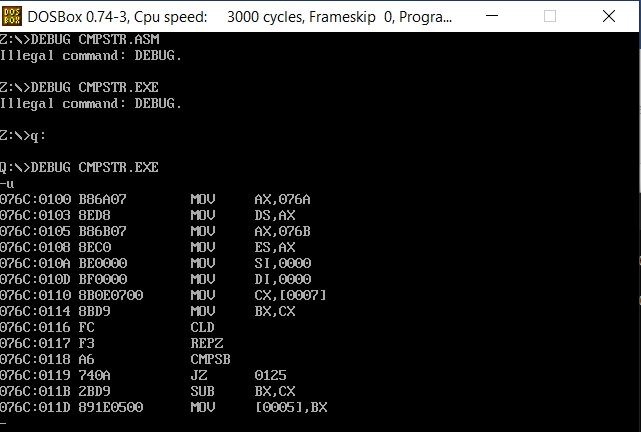 DOS BOX DOSBox 0.74-3, Cpu speed: 3000 cycles, Frameskip 0, Progra...
Z:\>DEBUG CMPSTR.ASM
Illegal command: DEBUG.
Z:\>DEBUG CMPSTR.EXE
Illegal command: DEBUG.
Z:\>q:
Q:\>DEBUG CMPSTR.EXE
-u
076C:0100 B86A07 MOV AX,076A
076C:0103 8ED8 MOV DS,AX
076C:0105 B86B07 MOV AX,076B
076C:0108 8EC0 MOV ES,AX
076C:010A BE0000 MOV SI,0000
076C:010D BF0000 MOV DI,0000
076C:0110 8B0E0700 MOV CX,[0007]
076C:0114 8BD9 MOV BX,CX
076C:0116 FC CLD
076C:0117 F3 REPZ
076C:0118 A6 CMPSB
076C:0119 740A JZ 0125
076C:011B 2BD9 SUB BX,CX
076C:011D 891E0500 MOV [0005],BX
-